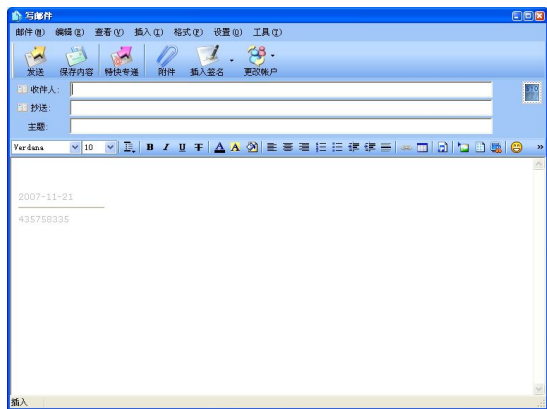 写邮件
邮件(M) 编辑(E) 查看(V) 插入(I) 格式(F) 设置(Q) 工具(T)
发送 保存内容 特快专递 附件 插入签名 更改帐户
收件人:
抄送:
主题:
Verdana 10 B I U T A A
2007-11-21
435758335
插入